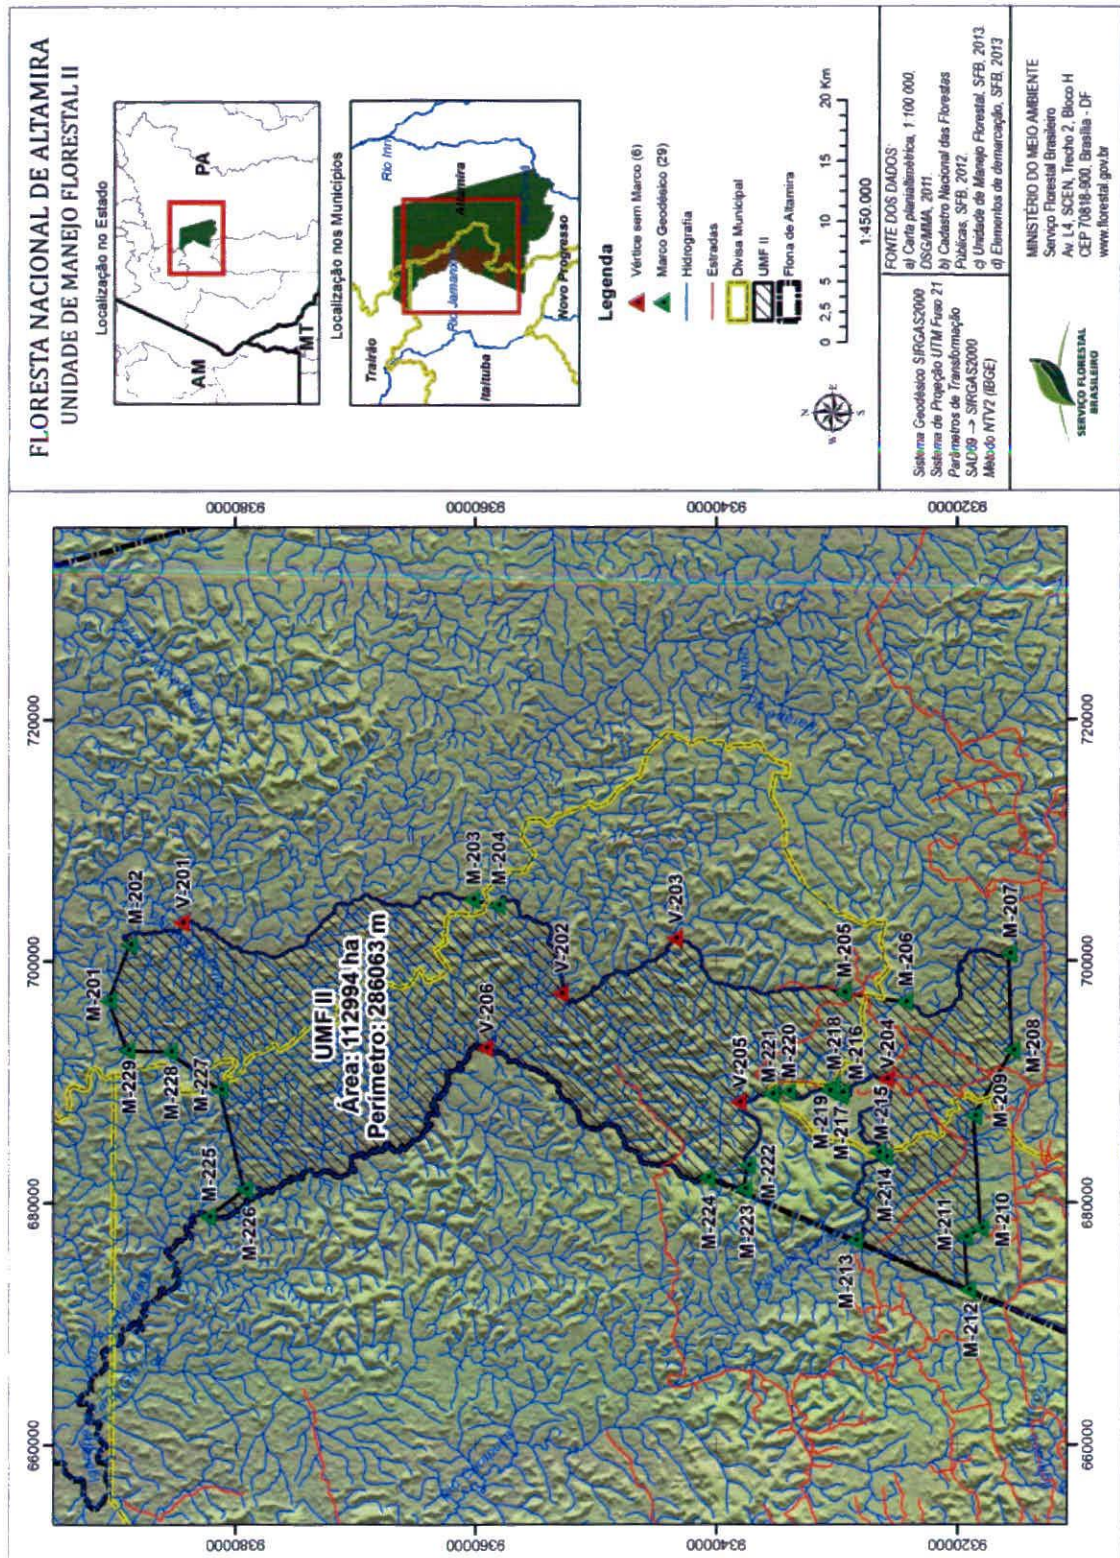 FLORESTA NACIONAL DE ALTAMIRA
UNIDADE DE MANEJO FLORESTAL II
Localização no Estado
AM
PA
MT
Localização nos Municípios
Trairão
Rio Jamanxim
Itaituba
Altamira
Novo Progresso
Legenda
Vértice sem Marco (6)
Marco Geodésico (29)
Hidrografia
Estradas
Divisa Municipal
UMF II
Flona de Altamira
N
W
E
S
1:450.000
0 2,5 5 10 15 20 Km
Sistema Geodésico SIRGAS2000
Sistema de Projeção UTM Fuso 21
Parâmetros de Transformação
SAD69 --> SIRGAS2000
Método NTV2 (IBGE)
FONTE DOS DADOS:
a) Carta planialtimétrica, 1:100.000,
DSG/MMA, 2011.
b) Cadastro Nacional das Florestas
Públicas, SFB, 2012.
c) Unidade de Manejo Florestal, SFB, 2013.
d) Elementos de demarcação, SFB, 2013
SERVIÇO FLORESTAL
BRASILEIRO
MINISTÉRIO DO MEIO AMBIENTE
Serviço Florestal Brasileiro
Av. L4, SCEN, Trecho 2, Bloco H
CEP 70818-900, Brasília - DF
www.florestal.gov.br
660000
680000
700000
720000
9380000
9360000
9340000
9320000
M-201
M-202
V-201
M-229
M-228
M-227
M-225
M-226
UMF II
Área: 112994 ha
Perímetro: 286063 m
M-203
M-204
V-206
V-202
V-203
V-205
M-221
M-220
M-205
M-218
M-216
M-206
V-204
M-219
M-217
M-215
M-224
M-222
M-223
M-214
M-213
M-207
M-208
M-209
M-211
M-210
M-212
9380000
9360000
9340000
9320000
660000
680000
700000
720000